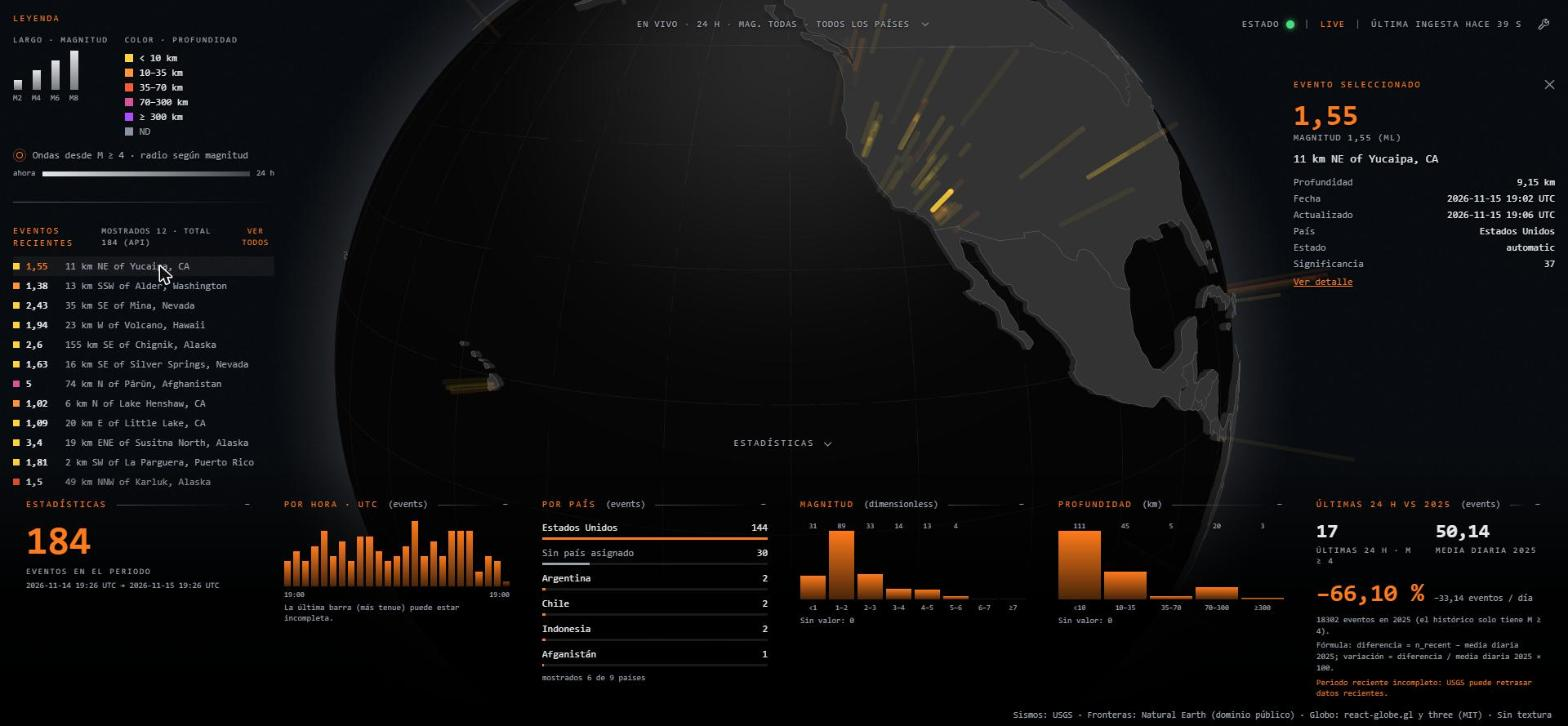 LEYENDA
LARGO · MAGNITUD
COLOR · PROFUNDIDAD
M2 M4 M6 M8
< 10 km
10–35 km
35–70 km
70–300 km
≥ 300 km
ND
Ondas desde M ≥ 4 · radio según magnitud
ahora 24 h
EN VIVO · 24 H · MAG. TODAS · TODOS LOS PAÍSES
ESTADO | LIVE | ÚLTIMA INGESTA HACE 39 S
EVENTOS RECIENTES
MOSTRADOS 12 · TOTAL 184 (API)
VER TODOS
1,55 11 km NE of Yucaipa, CA
1,38 13 km SSW of Alder, Washington
2,43 35 km SE of Mina, Nevada
1,94 23 km W of Volcano, Hawaii
2,6 155 km SE of Chignik, Alaska
1,63 16 km SE of Silver Springs, Nevada
5 74 km N of Pārūn, Afghanistan
1,02 6 km N of Lake Henshaw, CA
1,09 20 km E of Little Lake, CA
3,4 19 km ENE of Susitna North, Alaska
1,81 2 km SW of La Parguera, Puerto Rico
1,5 49 km NNW of Karluk, Alaska
EVENTO SELECCIONADO
1,55
MAGNITUD 1,55 (ML)
11 km NE of Yucaipa, CA
Profundidad 9,15 km
Fecha 2026-11-15 19:02 UTC
Actualizado 2026-11-15 19:06 UTC
País Estados Unidos
Estado automatic
Significancia 37
Ver detalle
ESTADÍSTICAS
ESTADÍSTICAS –
184
EVENTOS EN EL PERIODO
2026-11-14 19:26 UTC → 2026-11-15 19:26 UTC
POR HORA · UTC (events) –
19:00 19:00
La última barra (más tenue) puede estar
incompleta.
POR PAÍS (events) –
Estados Unidos 144
Sin país asignado 30
Argentina 2
Chile 2
Indonesia 2
Afganistán 1
mostrados 6 de 9 países
MAGNITUD (dimensionless) –
31 89 33 14 13 4
<1 1–2 2–3 3–4 4–5 5–6 6–7 ≥7
Sin valor: 0
PROFUNDIDAD (km) –
111 45 5 20 3
<10 10–35 35–70 70–300 ≥300
Sin valor: 0
ÚLTIMAS 24 H VS 2025 (events) –
17 50,14
ÚLTIMAS 24 H · M ≥ 4
MEDIA DIARIA 2025
−66,10 % −33,14 eventos / día
18302 eventos en 2025 (el histórico solo tiene M ≥
4).
Fórmula: diferencia = n_recent − media diaria
2025; variación = diferencia / media diaria 2025 ×
100.
Periodo reciente incompleto: USGS puede retrasar
datos recientes.
Sismos: USGS · Fronteras: Natural Earth (dominio público) · Globo: react-globe.gl y three (MIT) · Sin textura